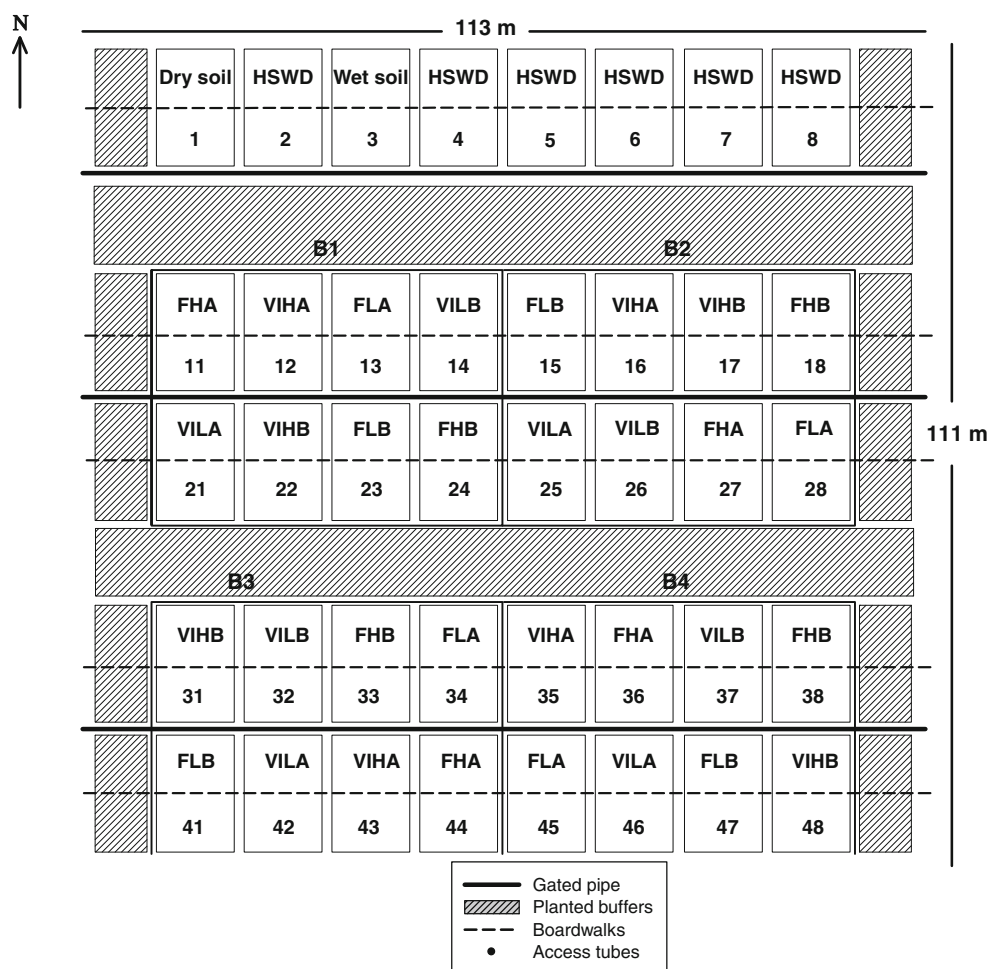 N
113 m
Dry soil HSWD Wet soil HSWD HSWD HSWD HSWD HSWD
1 2 3 4 5 6 7 8
B1 B2
FHA VIHA FLA VILB FLB VIHA VIHB FHB
11 12 13 14 15 16 17 18
VILA VIHB FLB FHB VILA VILB FHA FLA
111 m
21 22 23 24 25 26 27 28
B3 B4
VIHB VILB FHB FLA VIHA FHA VILB FHB
31 32 33 34 35 36 37 38
FLB VILA VIHA FHA FLA VILA FLB VIHB
41 42 43 44 45 46 47 48
Gated pipe
Planted buffers
Boardwalks
Access tubes